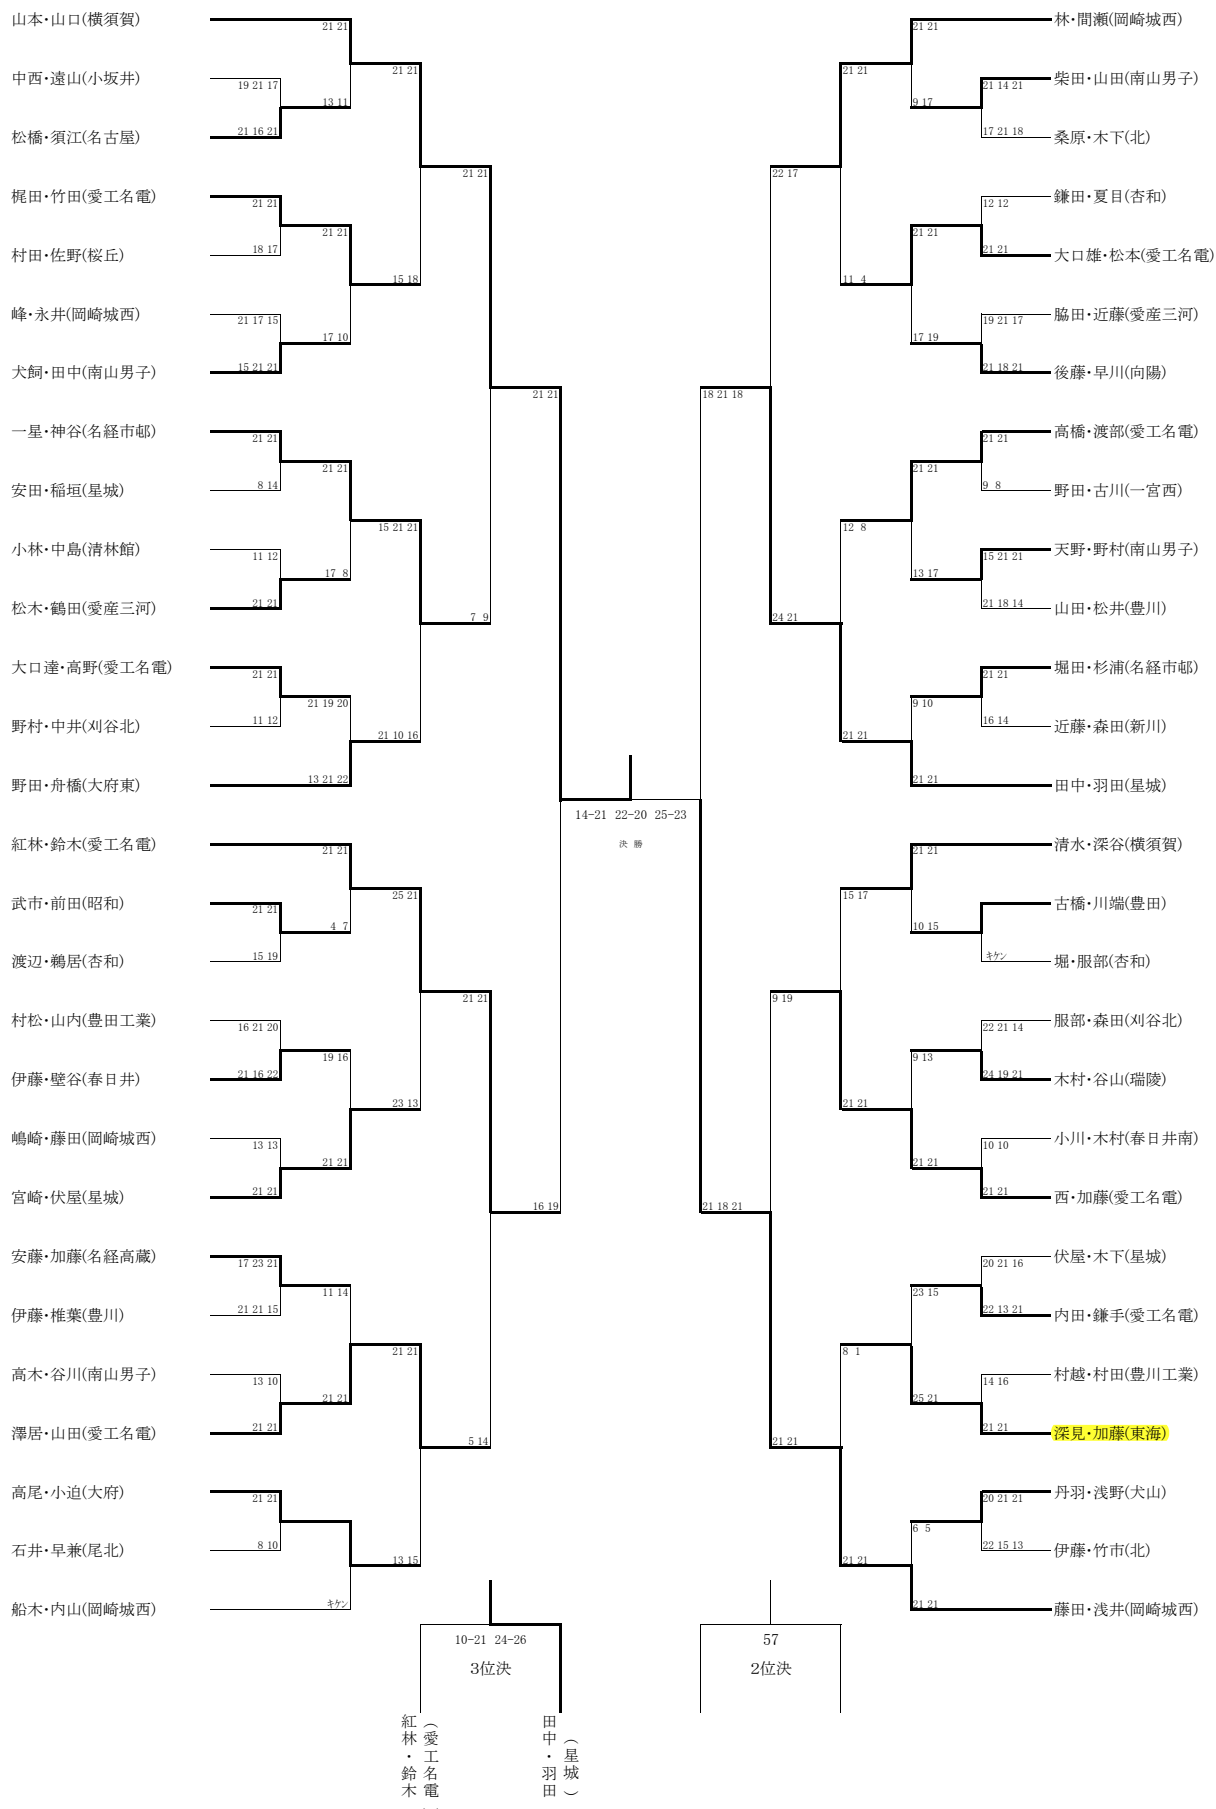 山本・山口(横須賀)
21 21
中西・遠山(小坂井)
19 21 17
21 21
13 11
松橋・須江(名古屋)
21 16 21
21 21
梶田・竹田(愛工名電)
21 21
21 21
村田・佐野(桜丘)
18 17
15 18
峰・永井(岡崎城西)
21 17 15
17 10
犬飼・田中(南山男子)
15 21 21
21 21
一星・神谷(名経市邨)
21 21
21 21
安田・稲垣(星城)
8 14
15 21 21
小林・中島(清林館)
11 12
17 8
松木・鶴田(愛産三河)
21 21
7 9
大口達・高野(愛工名電)
21 21
21 19 20
野村・中井(刈谷北)
11 12
21 10 16
野田・舟橋(大府東)
13 21 22
紅林・鈴木(愛工名電)
21 21
25 21
武市・前田(昭和)
21 21
4 7
渡辺・鵜居(杏和)
15 19
21 21
村松・山内(豊田工業)
16 21 20
19 16
伊藤・壁谷(春日井)
21 16 22
23 13
嶋崎・藤田(岡崎城西)
13 13
21 21
宮崎・伏屋(星城)
21 21
16 19
安藤・加藤(名経高蔵)
17 23 21
11 14
伊藤・椎葉(豊川)
21 21 15
21 21
高木・谷川(南山男子)
13 10
21 21
澤居・山田(愛工名電)
21 21
5 14
高尾・小迫(大府)
21 21
石井・早兼(尾北)
8 10
13 15
船木・内山(岡崎城西)
キケン
14-21 22-20 25-23
決 勝
林・間瀬(岡崎城西)
21 21
21 21
柴田・山田(南山男子)
21 14 21
9 17
桑原・木下(北)
17 21 18
22 17
鎌田・夏目(杏和)
12 12
21 21
大口雄・松本(愛工名電)
21 21
11 4
脇田・近藤(愛産三河)
19 21 17
17 19
後藤・早川(向陽)
21 18 21
18 21 18
高橋・渡部(愛工名電)
21 21
21 21
野田・古川(一宮西)
9 8
12 8
天野・野村(南山男子)
15 21 21
13 17
山田・松井(豊川)
21 18 14
24 21
堀田・杉浦(名経市邨)
21 21
9 10
近藤・森田(新川)
16 14
21 21
田中・羽田(星城)
21 21
清水・深谷(横須賀)
21 21
15 17
古橋・川端(豊田)
10 15
堀・服部(杏和)
キケン
9 19
服部・森田(刈谷北)
22 21 14
9 13
木村・谷山(瑞陵)
24 19 21
21 21
小川・木村(春日井南)
10 10
21 21
西・加藤(愛工名電)
21 21
21 18 21
伏屋・木下(星城)
20 21 16
23 15
内田・鎌手(愛工名電)
22 13 21
8 1
村越・村田(豊川工業)
14 16
25 21
深見・加藤(東海)
21 21
21 21
丹羽・浅野(犬山)
20 21 21
6 5
伊藤・竹市(北)
22 15 13
21 21
藤田・浅井(岡崎城西)
21 21
10-21 24-26
3位決
57
2位決
紅林・鈴木
(愛工名電
田中・羽田
(星城)